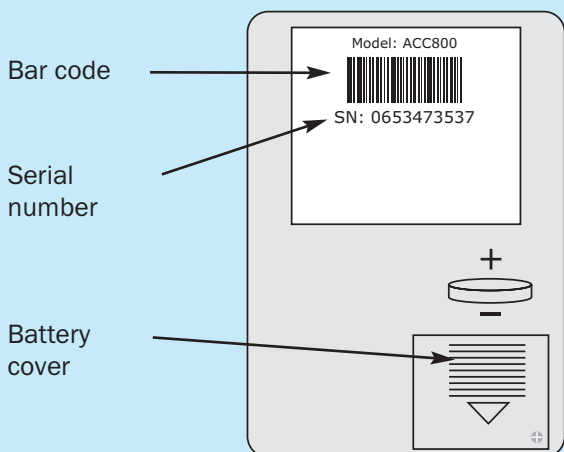 Model: ACC800
Bar code
SN: 0653473537
Serial
number
+
−
Battery
cover